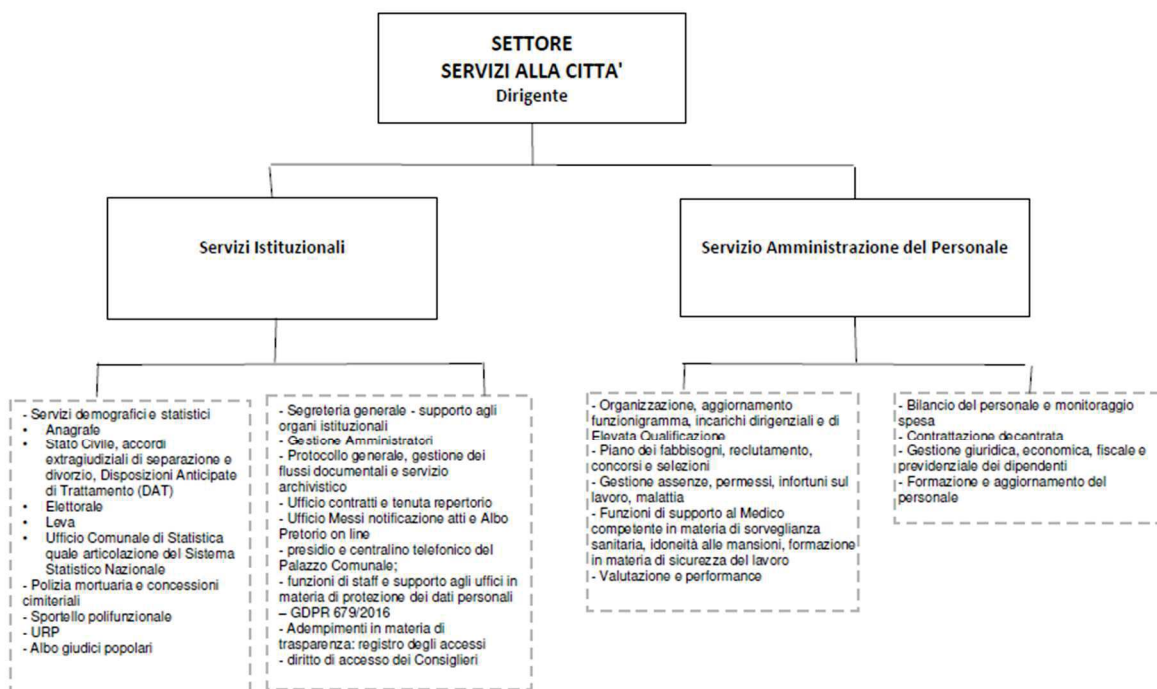 SETTORE
SERVIZI ALLA CITTA'
Dirigente
Servizi Istituzionali
Servizio Amministrazione del Personale
- Servizi demografici e statistici
• Anagrafe
• Stato Civile, accordi
extragiudiziali di separazione e
divorzio, Disposizioni Anticipate
di Trattamento (DAT)
• Elettorale
• Leva
• Ufficio Comunale di Statistica
quale articolazione del Sistema
Statistico Nazionale
- Polizia mortuaria e concessioni
cimiteriali
- Sportello polifunzionale
- URP
- Albo giudici popolari
- Segreteria generale - supporto agli
organi istituzionali
- Gestione Amministratori
- Protocollo generale, gestione dei
flussi documentali e servizio
archivistico
- Ufficio contratti e tenuta repertorio
- Ufficio Messi notificazione atti e Albo
Pretorio on line
- presidio e centralino telefonico del
Palazzo Comunale;
- funzioni di staff e supporto agli uffici in
materia di protezione dei dati personali
– GDPR 679/2016
- Adempimenti in materia di
trasparenza: registro degli accessi
- diritto di accesso dei Consiglieri
- Organizzazione, aggiornamento
funzionigramma, incarichi dirigenziali e di
Elevata Qualificazione
- Piano dei fabbisogni, reclutamento,
concorsi e selezioni
- Gestione assenze, permessi, infortuni sul
lavoro, malattia
- Funzioni di supporto al Medico
competente in materia di sorveglianza
sanitaria, idoneità alle mansioni, formazione
in materia di sicurezza del lavoro
- Valutazione e performance
- Bilancio del personale e monitoraggio
spesa
- Contrattazione decentrata
- Gestione giuridica, economica, fiscale e
previdenziale dei dipendenti
- Formazione e aggiornamento del
personale